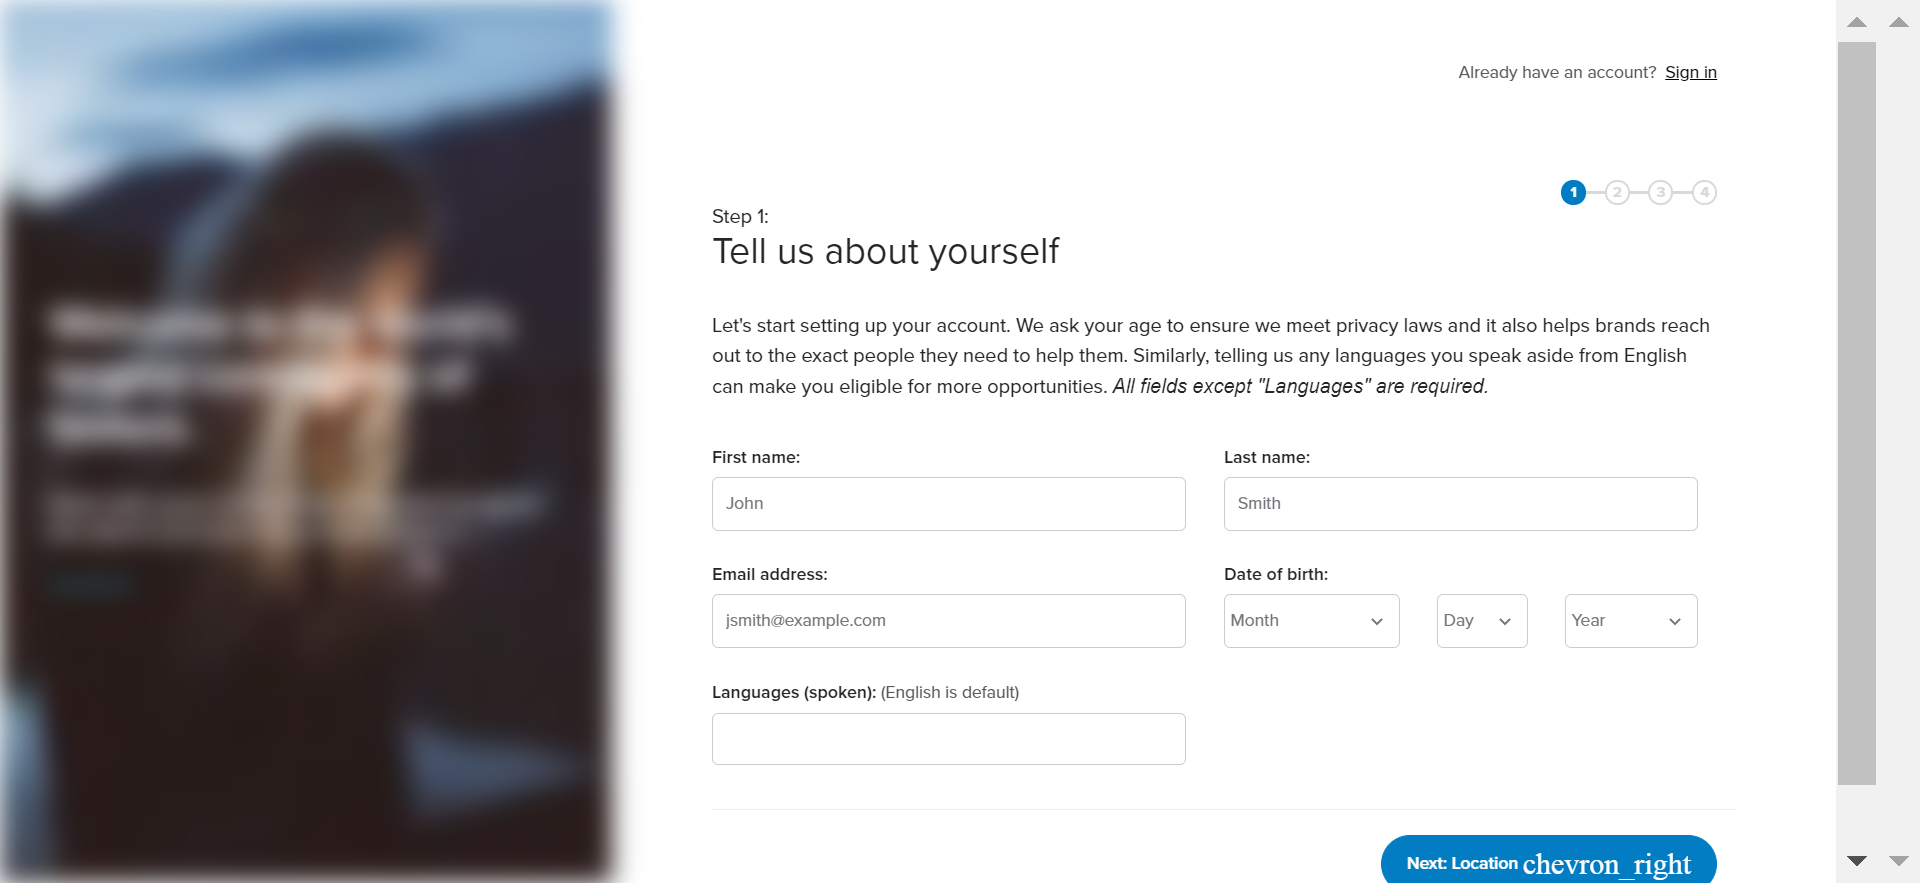 Already have an account? Sign in
1 2 3 4
Step 1:
Tell us about yourself
Let's start setting up your account. We ask your age to ensure we meet privacy laws and it also helps brands reach
out to the exact people they need to help them. Similarly, telling us any languages you speak aside from English
can make you eligible for more opportunities. All fields except "Languages" are required.
First name:
Last name:
John
Smith
Email address:
Date of birth:
jsmith@example.com
Month
Day
Year
Languages (spoken): (English is default)
Next: Location chevron_right